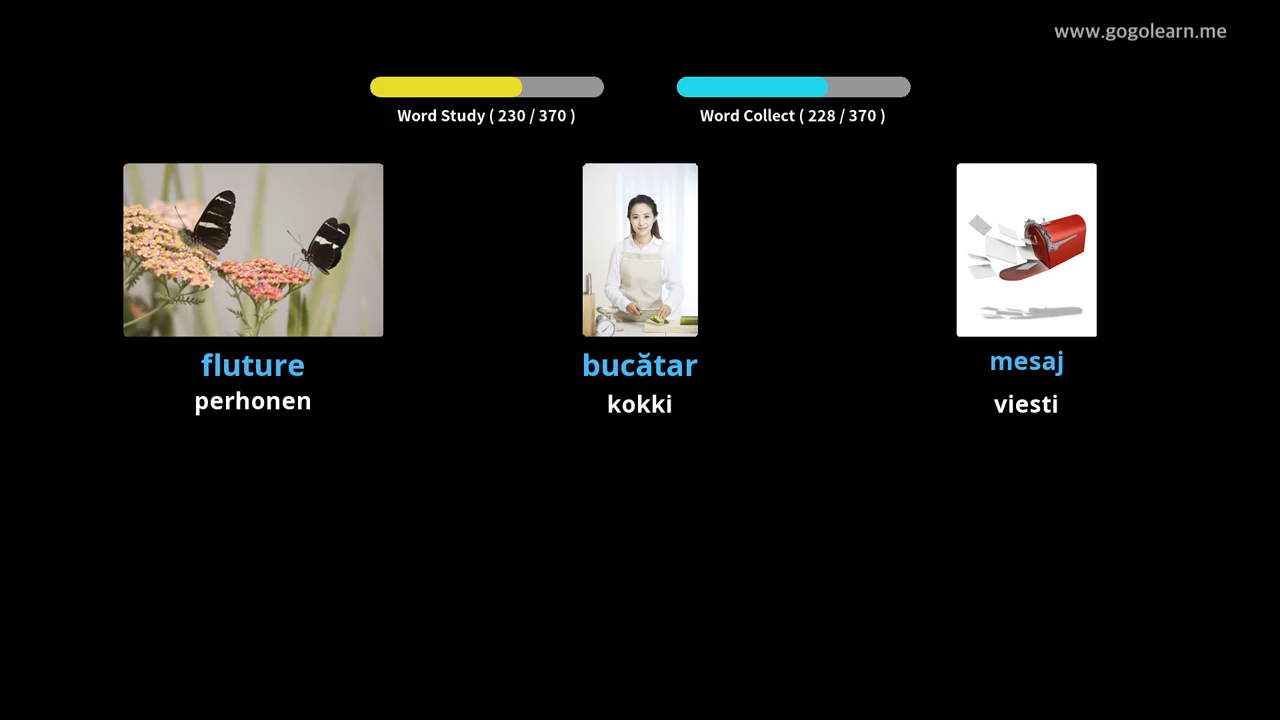 www.gogolearn.me
Word Study ( 230 / 370 )
Word Collect ( 228 / 370 )
fluture
perhonen
bucătar
kokki
mesaj
viesti